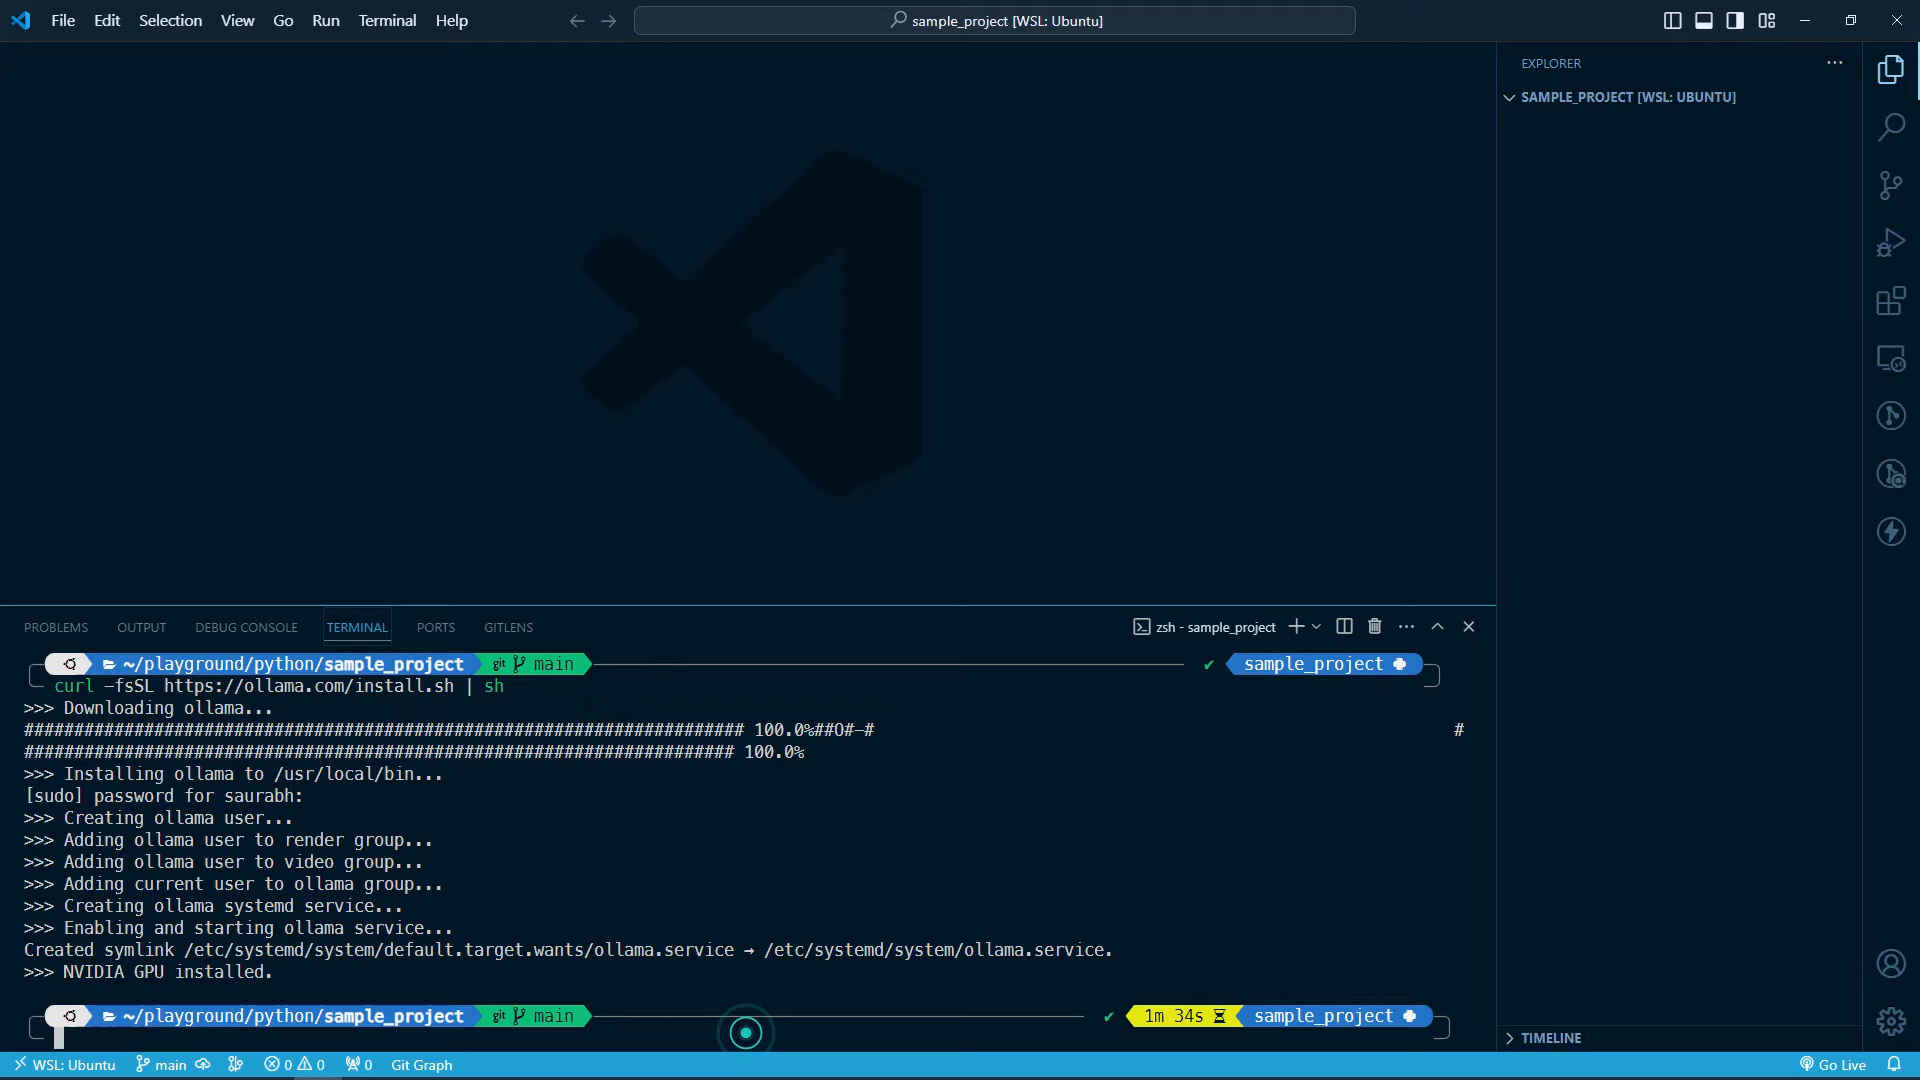 File Edit Selection View Go Run Terminal Help
sample_project [WSL: Ubuntu]
EXPLORER
SAMPLE_PROJECT [WSL: UBUNTU]
PROBLEMS OUTPUT DEBUG CONSOLE TERMINAL PORTS GITLENS
zsh - sample_project
~/playground/python/sample_project git main ✔ sample_project
curl -fsSL https://ollama.com/install.sh | sh
>>> Downloading ollama...
######################################################################## 100.0%##O#-# #
####################################################################### 100.0%
>>> Installing ollama to /usr/local/bin...
[sudo] password for saurabh:
>>> Creating ollama user...
>>> Adding ollama user to render group...
>>> Adding ollama user to video group...
>>> Adding current user to ollama group...
>>> Creating ollama systemd service...
>>> Enabling and starting ollama service...
Created symlink /etc/systemd/system/default.target.wants/ollama.service → /etc/systemd/system/ollama.service.
>>> NVIDIA GPU installed.
~/playground/python/sample_project git main ✔ 1m 34s sample_project
TIMELINE
WSL: Ubuntu main 0 0 0 Git Graph Go Live